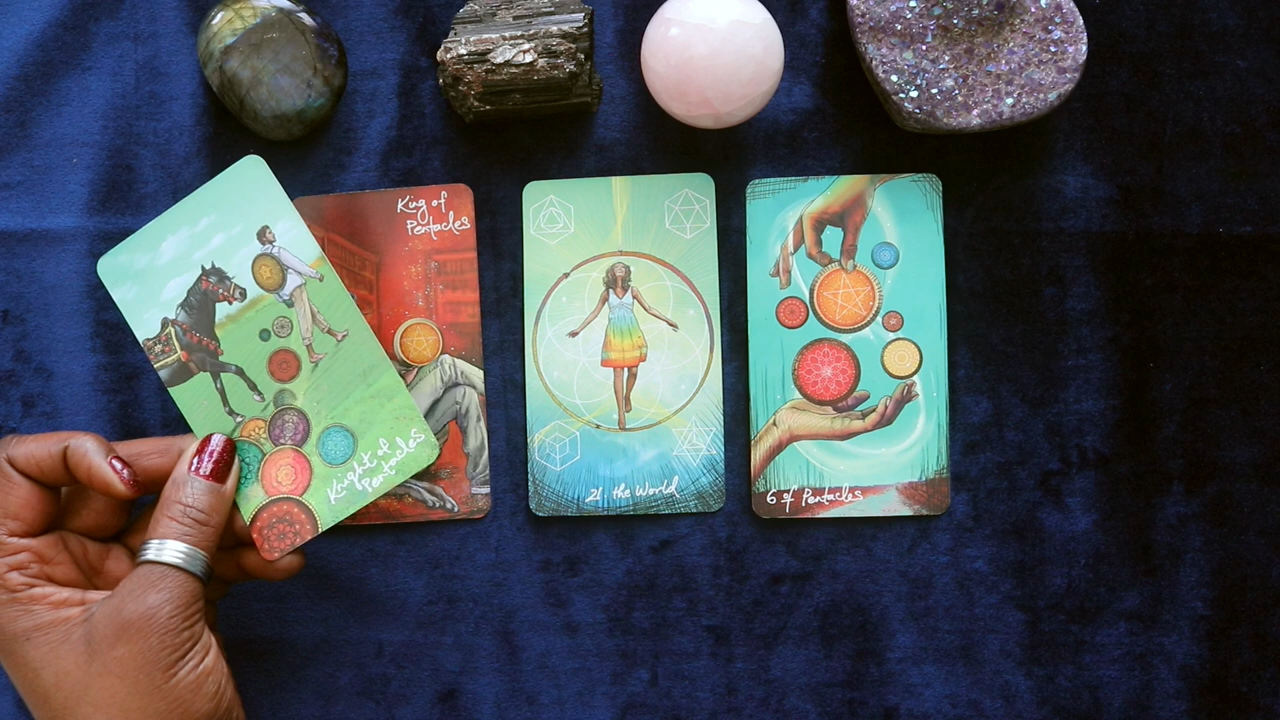 Knight of
Pentacles
King of
Pentacles
21. the World
6 of Pentacles